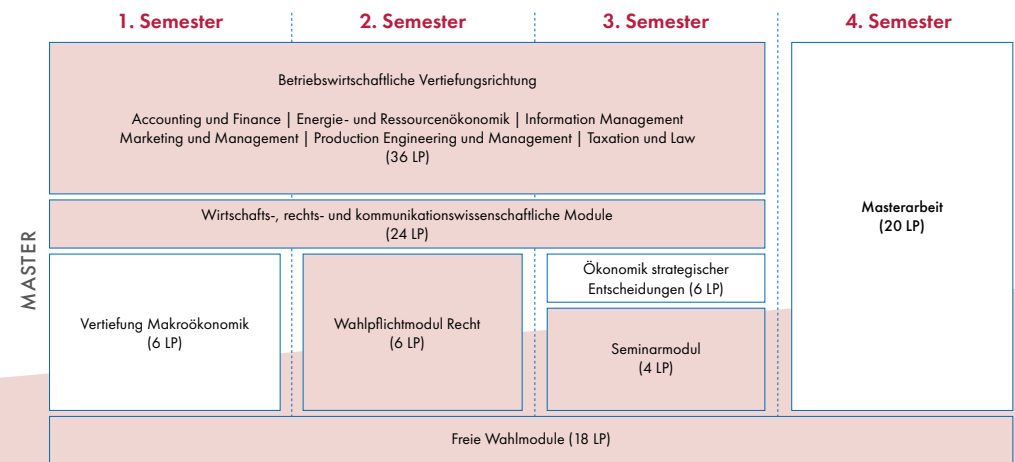 1. Semester
2. Semester
3. Semester
4. Semester
MASTER
Betriebswirtschaftliche Vertiefungsrichtung
Accounting und Finance | Energie- und Ressourcenökonomik | Information Management
Marketing und Management | Production Engineering und Management | Taxation und Law
(36 LP)
Wirtschafts-, rechts- und kommunikationswissenschaftliche Module
(24 LP)
Vertiefung Makroökonomik
(6 LP)
Wahlpflichtmodul Recht
(6 LP)
Ökonomik strategischer
Entscheidungen (6 LP)
Seminarmodul
(4 LP)
Masterarbeit
(20 LP)
Freie Wahlmodule (18 LP)